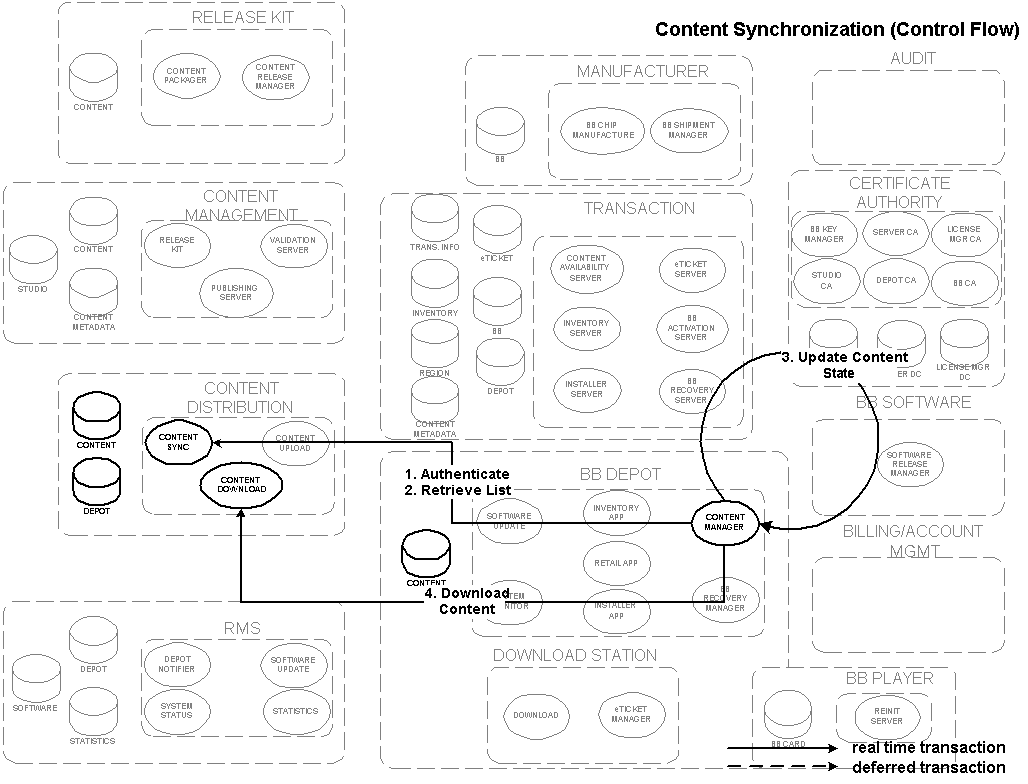 Content Synchronization (Control Flow)
RELEASE KIT
CONTENT
CONTENT
PACKAGER
CONTENT
RELEASE
MANAGER
MANUFACTURER
BB
BB CHIP
MANUFACTURE
BB SHIPMENT
MANAGER
AUDIT
CONTENT
MANAGEMENT
STUDIO
CONTENT
CONTENT
METADATA
RELEASE
KIT
VALIDATION
SERVER
PUBLISHING
SERVER
TRANSACTION
TRANS. INFO
eTICKET
INVENTORY
BB
REGION
DEPOT
CONTENT
METADATA
CONTENT
AVAILABILITY
SERVER
eTICKET
SERVER
INVENTORY
SERVER
BB
ACTIVATION
SERVER
INSTALLER
SERVER
BB
RECOVERY
SERVER
CERTIFICATE
AUTHORITY
BB KEY
MANAGER
SERVER CA
LICENSE
MGR CA
STUDIO
CA
DEPOT CA
BB CA
ER DC
LICENSE MGR
DC
3. Update Content
State
CONTENT
DISTRIBUTION
CONTENT
DEPOT
CONTENT
SYNC
CONTENT
UPLOAD
CONTENT
DOWNLOAD
1. Authenticate
2. Retrieve List
BB DEPOT
CONTENT
SOFTWARE
UPDATE
INVENTORY
APP
CONTENT
MANAGER
RETAIL APP
INSTALLER
APP
BB
RECOVERY
MANAGER
4. Download
Content
BB SOFTWARE
SOFTWARE
RELEASE
MANAGER
BILLING/ACCOUNT
MGMT
RMS
SOFTWARE
DEPOT
STATISTICS
DEPOT
NOTIFIER
SOFTWARE
UPDATE
SYSTEM
STATUS
STATISTICS
DOWNLOAD STATION
DOWNLOAD
eTICKET
MANAGER
BB PLAYER
BB CARD
REINIT
SERVER
real time transaction
deferred transaction